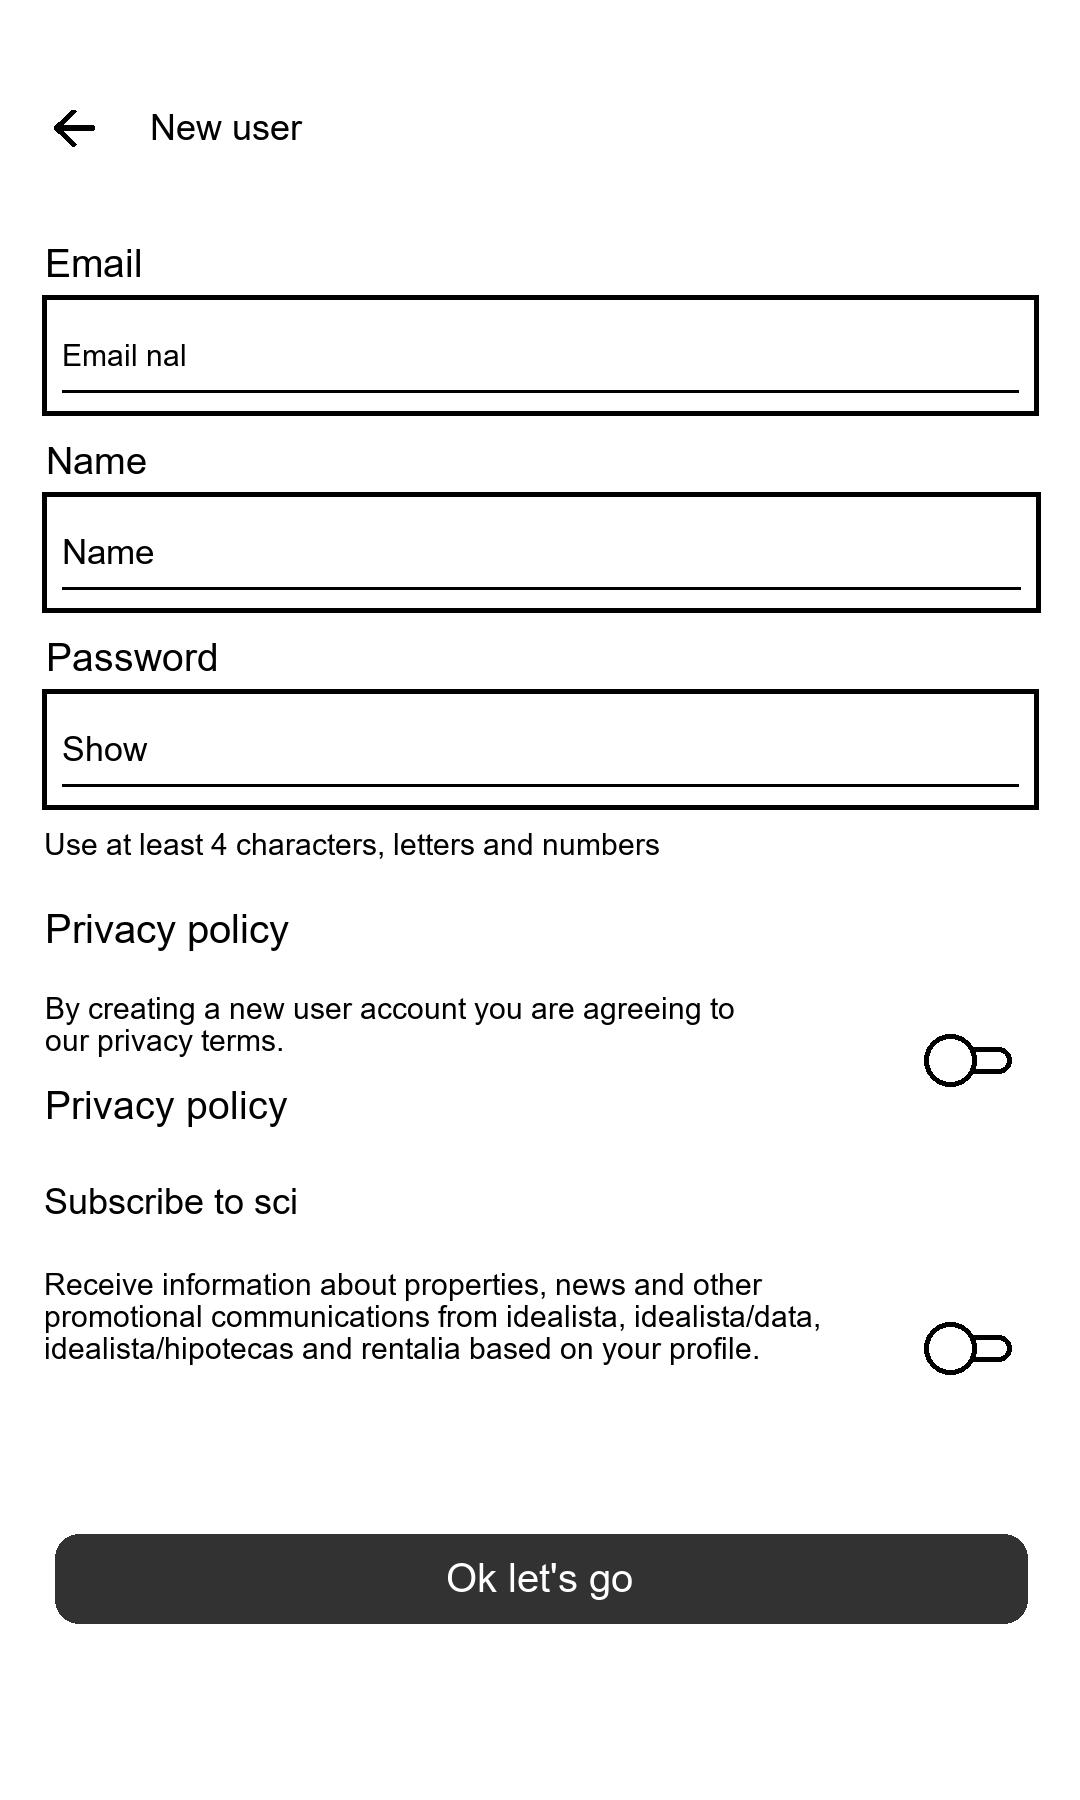 New user
Email
Email nal
Name
Name
Password
Show
Use at least 4 characters, letters and numbers
Privacy policy
By creating a new user account you are agreeing to
our privacy terms.
Privacy policy
Subscribe to sci
Receive information about properties, news and other
promotional communications from idealista, idealista/data,
idealista/hipotecas and rentalia based on your profile.
Ok let's go